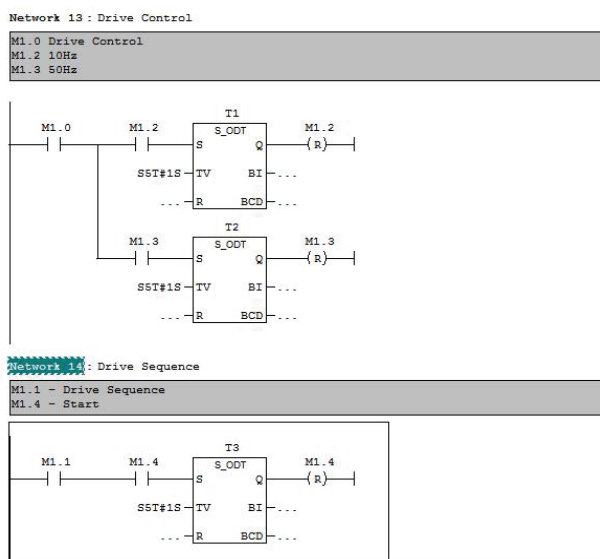 Network 13 : Drive Control
M1.0 Drive Control
M1.2 10Hz
M1.3 50Hz
T1
M1.0 M1.2 S_ODT M1.2
S Q (R)
S5T#1S TV BI ...
... R BCD ...
T2
M1.3 S_ODT M1.3
S Q (R)
S5T#1S TV BI ...
... R BCD ...
Network 14 : Drive Sequence
M1.1 - Drive Sequence
M1.4 - Start
T3
M1.1 M1.4 S_ODT M1.4
S Q (R)
S5T#1S TV BI ...
... R BCD ...